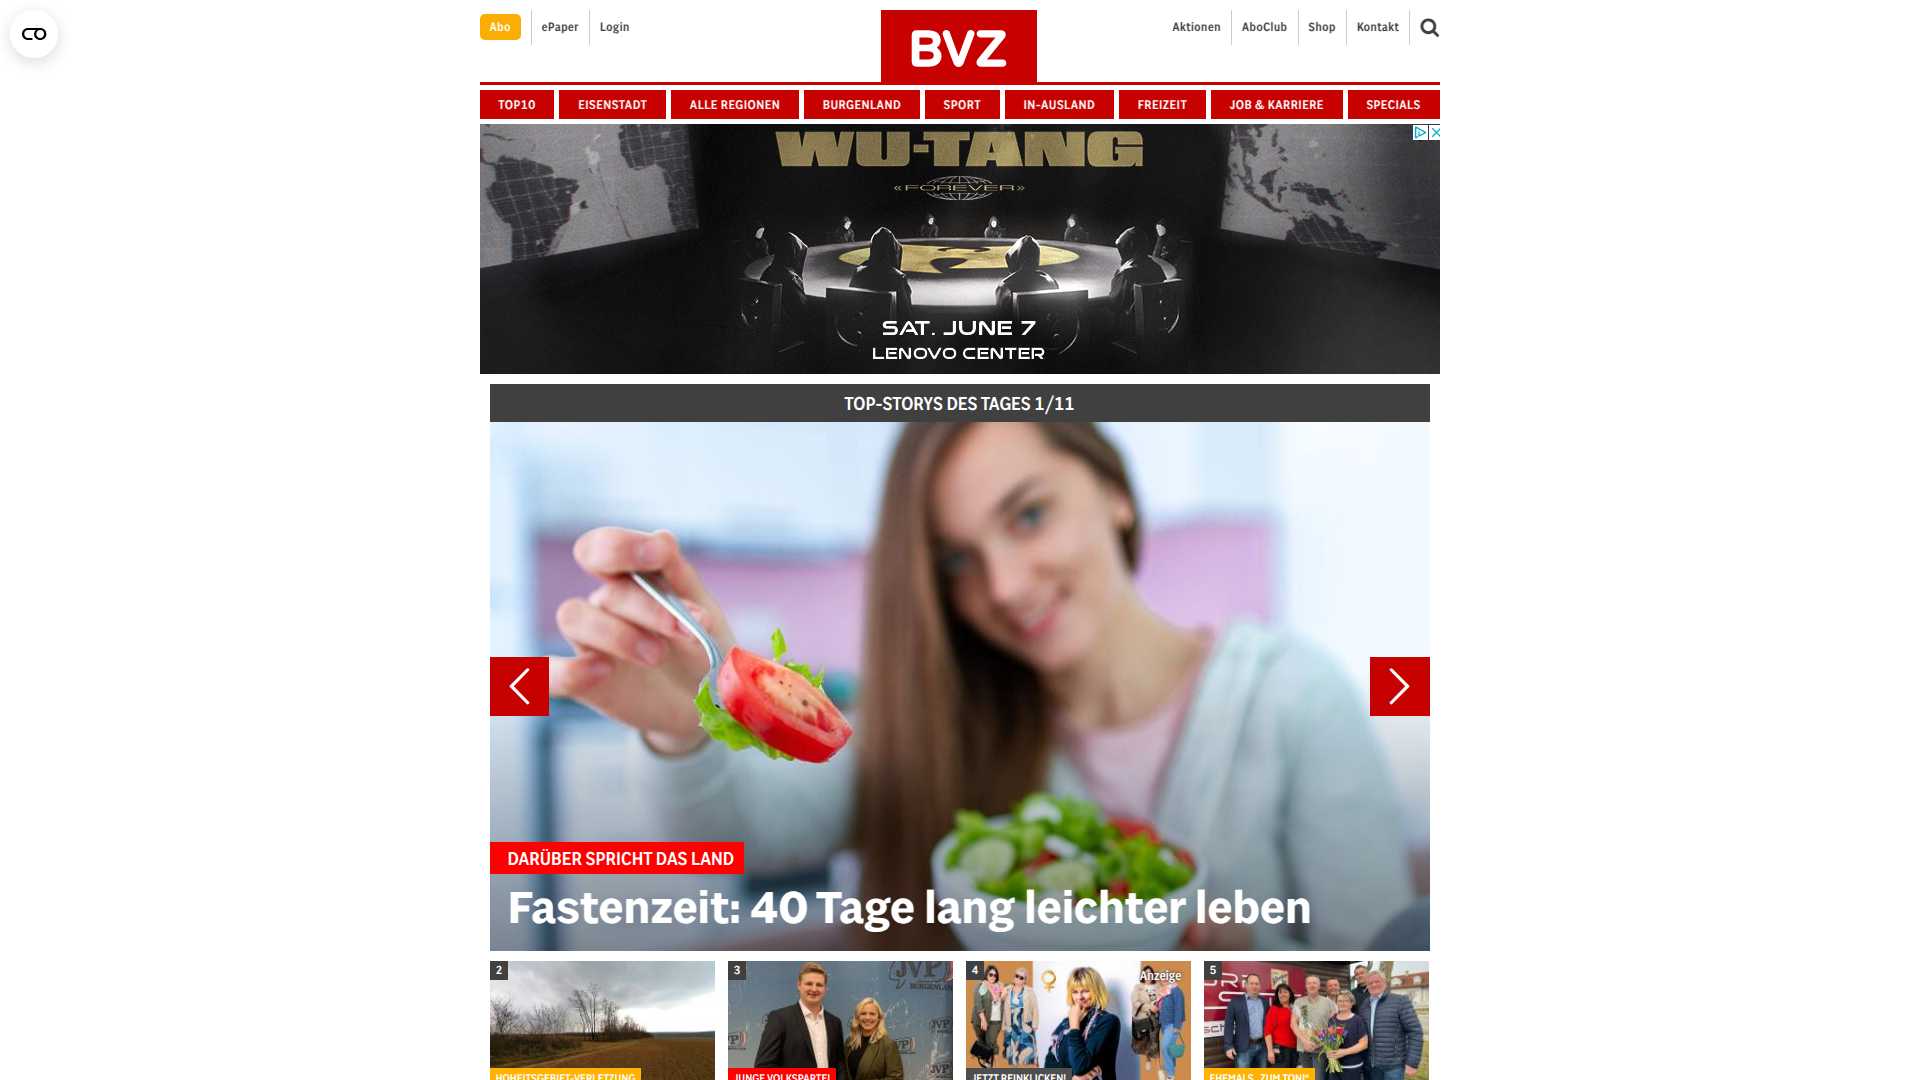 Abo
ePaper
Login
BVZ
Aktionen
AboClub
Shop
Kontakt
TOP10
EISENSTADT
ALLE REGIONEN
BURGENLAND
SPORT
IN-AUSLAND
FREIZEIT
JOB & KARRIERE
SPECIALS
WU-TANG
«FOREVER»
SAT. JUNE 7
LENOVO CENTER
TOP-STORYS DES TAGES 1/11
DARÜBER SPRICHT DAS LAND
Fastenzeit: 40 Tage lang leichter leben
2
3
4
Anzeige
5
JVP
BURGENLAND
HOHEITSGEBIET-VERLETZUNG
JUNGE VOLKSPARTEI
JETZT REINKLICKEN!
EHEMALS „ZUM TONI“